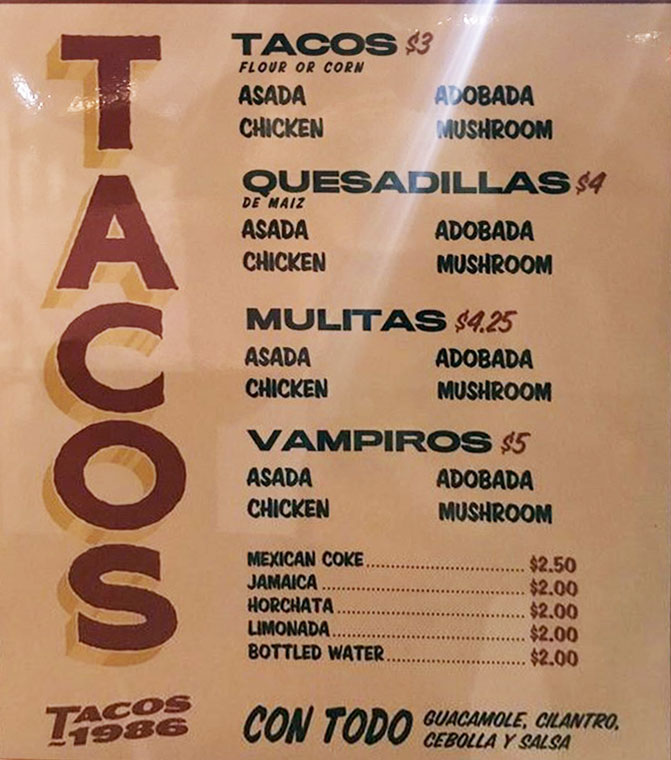 TACOS
TACOS $3
FLOUR OR CORN
ASADA ADOBADA
CHICKEN MUSHROOM
QUESADILLAS $4
DE MAIZ
ASADA ADOBADA
CHICKEN MUSHROOM
MULITAS $4.25
ASADA ADOBADA
CHICKEN MUSHROOM
VAMPIROS $5
ASADA ADOBADA
CHICKEN MUSHROOM
MEXICAN COKE $2.50
JAMAICA $2.00
HORCHATA $2.00
LIMONADA $2.00
BOTTLED WATER $2.00
TACOS
-1986
CON TODO GUACAMOLE, CILANTRO,
CEBOLLA Y SALSA